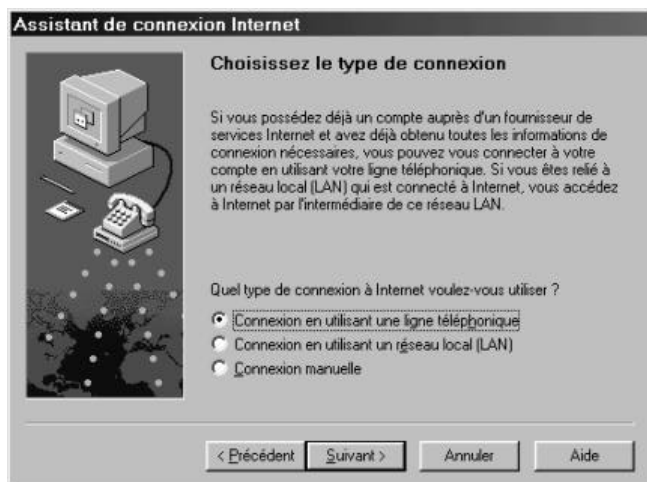 Assistant de connexion Internet
Choisissez le type de connexion
Si vous possédez déjà un compte auprès d'un fournisseur de
services Internet et avez déjà obtenu toutes les informations de
connexion nécessaires, vous pouvez vous connecter à votre
compte en utilisant votre ligne téléphonique. Si vous êtes relié à
un réseau local (LAN) qui est connecté à Internet, vous accédez
à Internet par l'intermédiaire de ce réseau LAN.
Quel type de connexion à Internet voulez-vous utiliser ?
Connexion en utilisant une ligne téléphonique
Connexion en utilisant un réseau local (LAN)
Connexion manuelle
< Précédent
Suivant >
Annuler
Aide